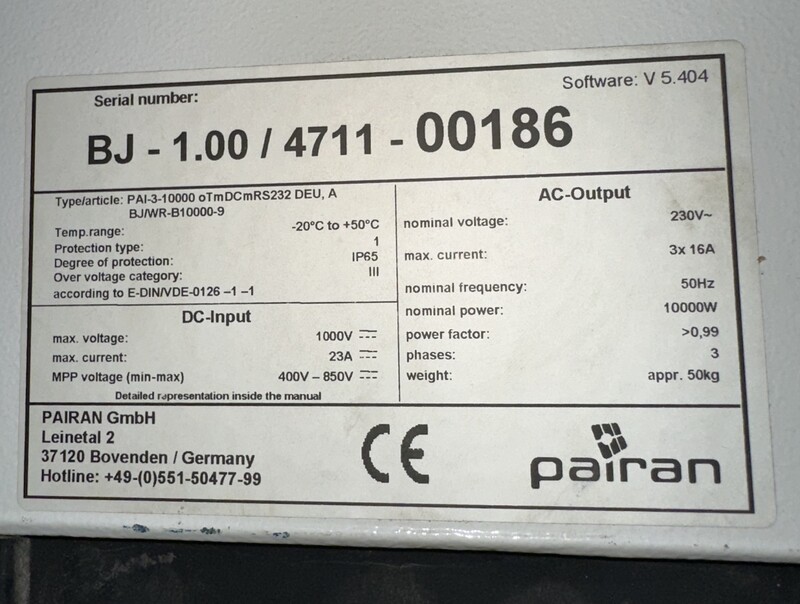 Serial number:
Software: V 5.404
BJ - 1.00 / 4711 - 00186
Type/article: PAI-3-10000 oTmDCmRS232 DEU, A
BJ/WR-B10000-9
Temp.range: -20°C to +50°C
Protection type: 1
Degree of protection: IP65
Over voltage category: III
according to E-DIN/VDE-0126 –1 –1
DC-Input
max. voltage: 1000V
max. current: 23A
MPP voltage (min-max) 400V – 850V
Detailed representation inside the manual
AC-Output
nominal voltage: 230V~
max. current: 3x 16A
nominal frequency: 50Hz
nominal power: 10000W
power factor: >0,99
phases: 3
weight: appr. 50kg
PAIRAN GmbH
Leinetal 2
37120 Bovenden / Germany
Hotline: +49-(0)551-50477-99
CE
pairan